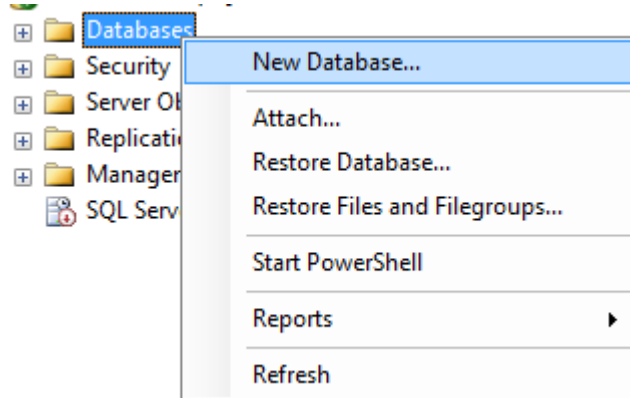 Databases
New Database...
Security
Attach...
Server Ob
Restore Database...
Replicati
Restore Files and Filegroups...
Manager
SQL Serv
Start PowerShell
Reports
Refresh